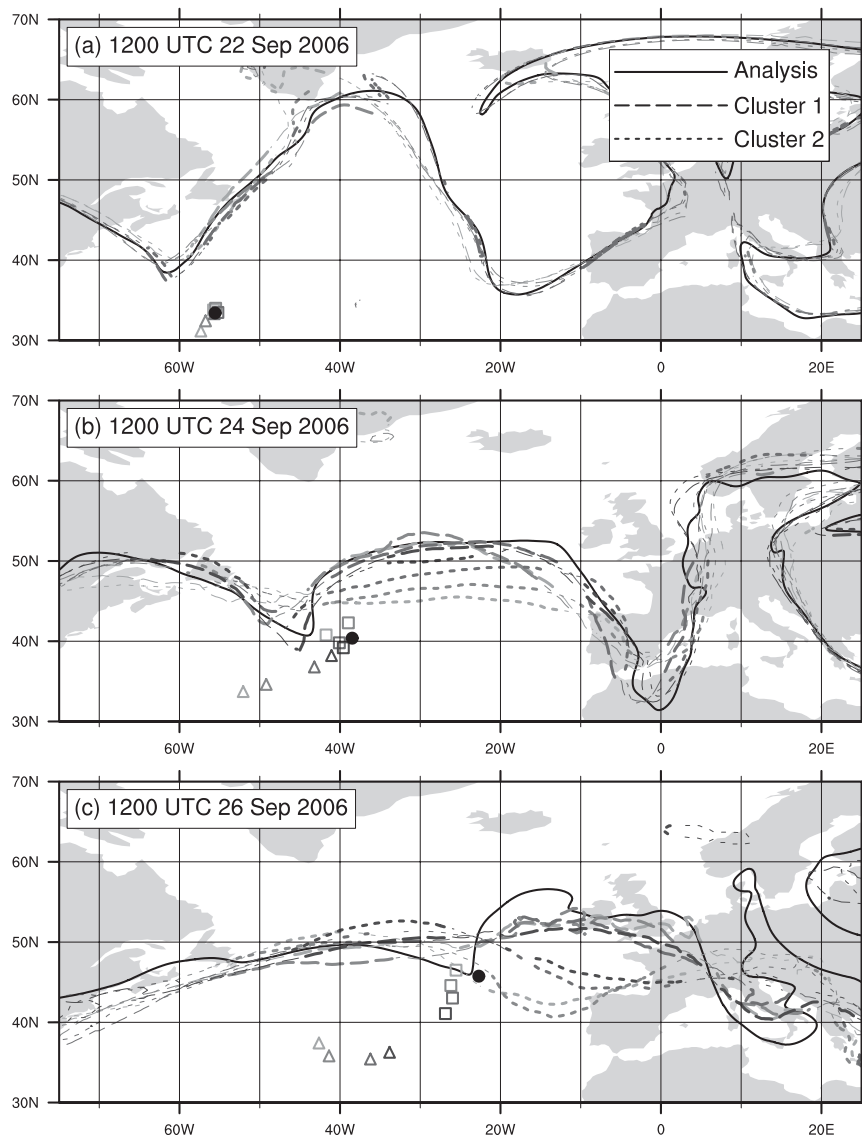 70N
(a) 1200 UTC 22 Sep 2006
Analysis
Cluster 1
Cluster 2
60N
50N
40N
30N
60W 40W 20W 0 20E
70N
(b) 1200 UTC 24 Sep 2006
60N
50N
40N
30N
60W 40W 20W 0 20E
70N
(c) 1200 UTC 26 Sep 2006
60N
50N
40N
30N
60W 40W 20W 0 20E